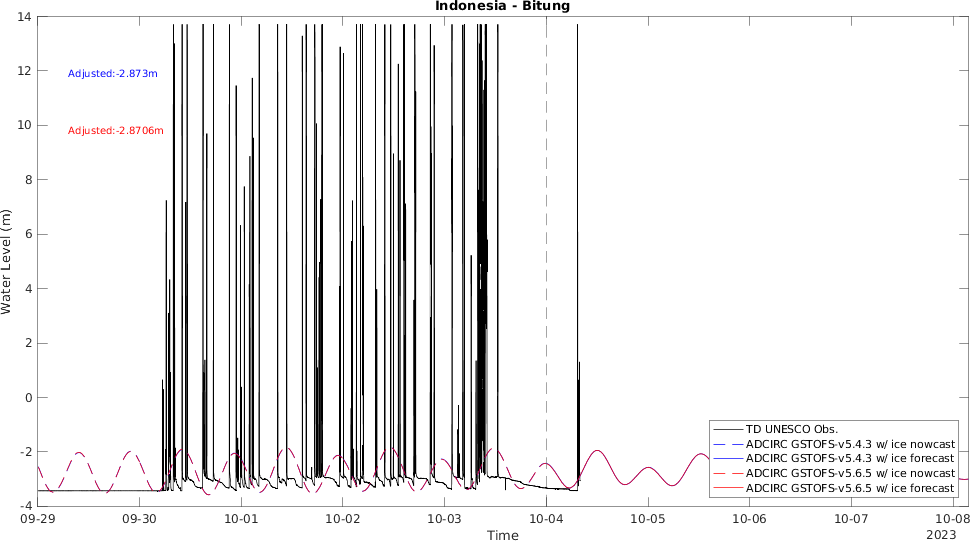 Indonesia - Bitung
14
12
10
8
6
4
2
0
-2
-4
Water Level (m)
Adjusted:-2.873m
Adjusted:-2.8706m
TD UNESCO Obs.
ADCIRC GSTOFS-v5.4.3 w/ ice nowcast
ADCIRC GSTOFS-v5.4.3 w/ ice forecast
ADCIRC GSTOFS-v5.6.5 w/ ice nowcast
ADCIRC GSTOFS-v5.6.5 w/ ice forecast
09-29 09-30 10-01 10-02 10-03 10-04 10-05 10-06 10-07 10-08
Time 2023